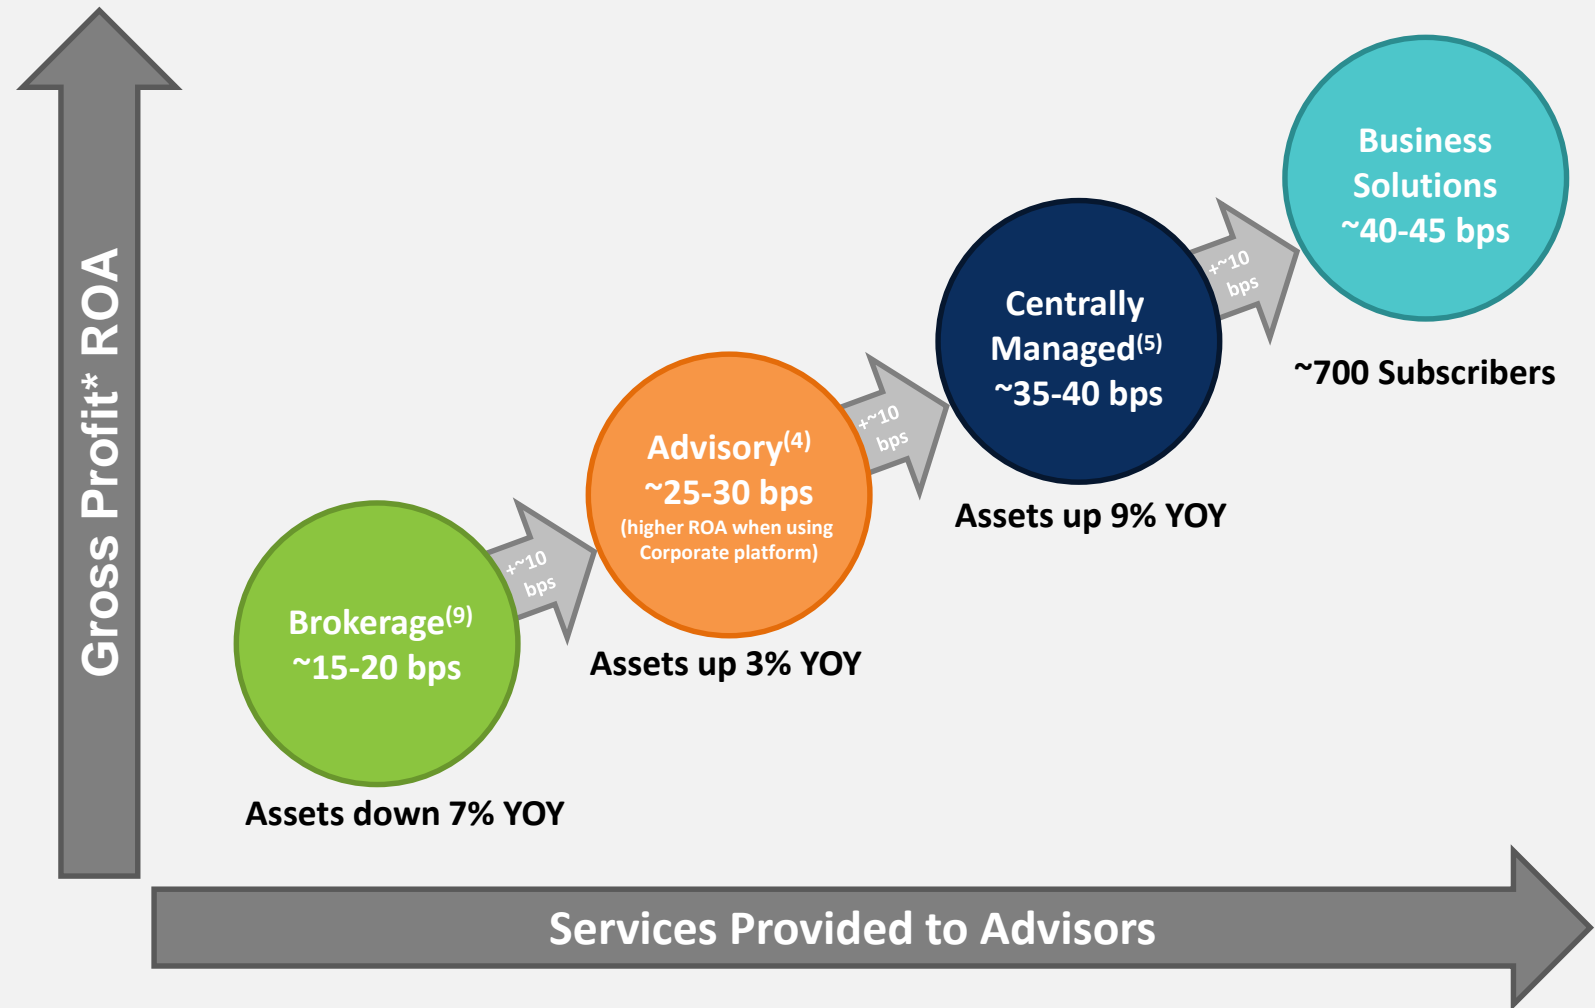 Gross Profit* ROA
Business
Solutions
~40-45 bps
~700 Subscribers
+~10
bps
Centrally
Managed(5)
~35-40 bps
Assets up 9% YOY
+~10
bps
Advisory(4)
~25-30 bps
(higher ROA when using
Corporate platform)
Assets up 3% YOY
+~10
bps
Brokerage(9)
~15-20 bps
Assets down 7% YOY
Services Provided to Advisors